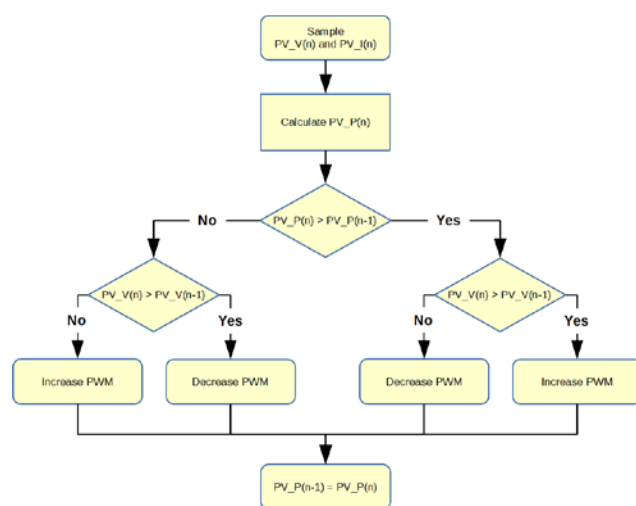 Sample
PV_V(n) and PV_I(n)
Calculate PV_P(n)
PV_P(n) > PV_P(n-1)
No
Yes
PV_V(n) > PV_V(n-1)
PV_V(n) > PV_V(n-1)
No
Yes
No
Yes
Increase PWM
Decrease PWM
Decrease PWM
Increase PWM
PV_P(n-1) = PV_P(n)